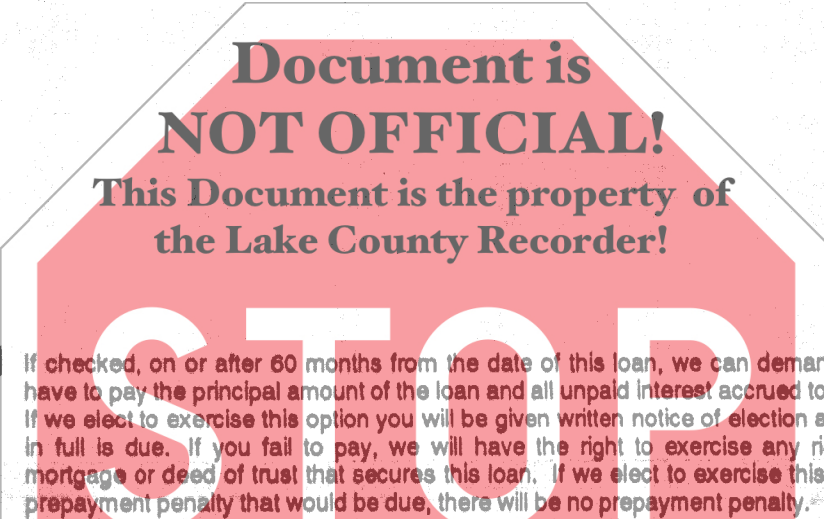 Document is
NOT OFFICIAL!
This Document is the property of
the Lake County Recorder!
STOP
If checked, on or after 60 months from the date of this loan, we can deman
have to pay the principal amount of the loan and all unpaid interest accrued to
If we elect to exercise this option you will be given written notice of election a
in full is due. If you fail to pay, we will have the right to exercise any ri
mortgage or deed of trust that secures this loan. If we elect to exercise this
prepayment penalty that would be due, there will be no prepayment penalty.